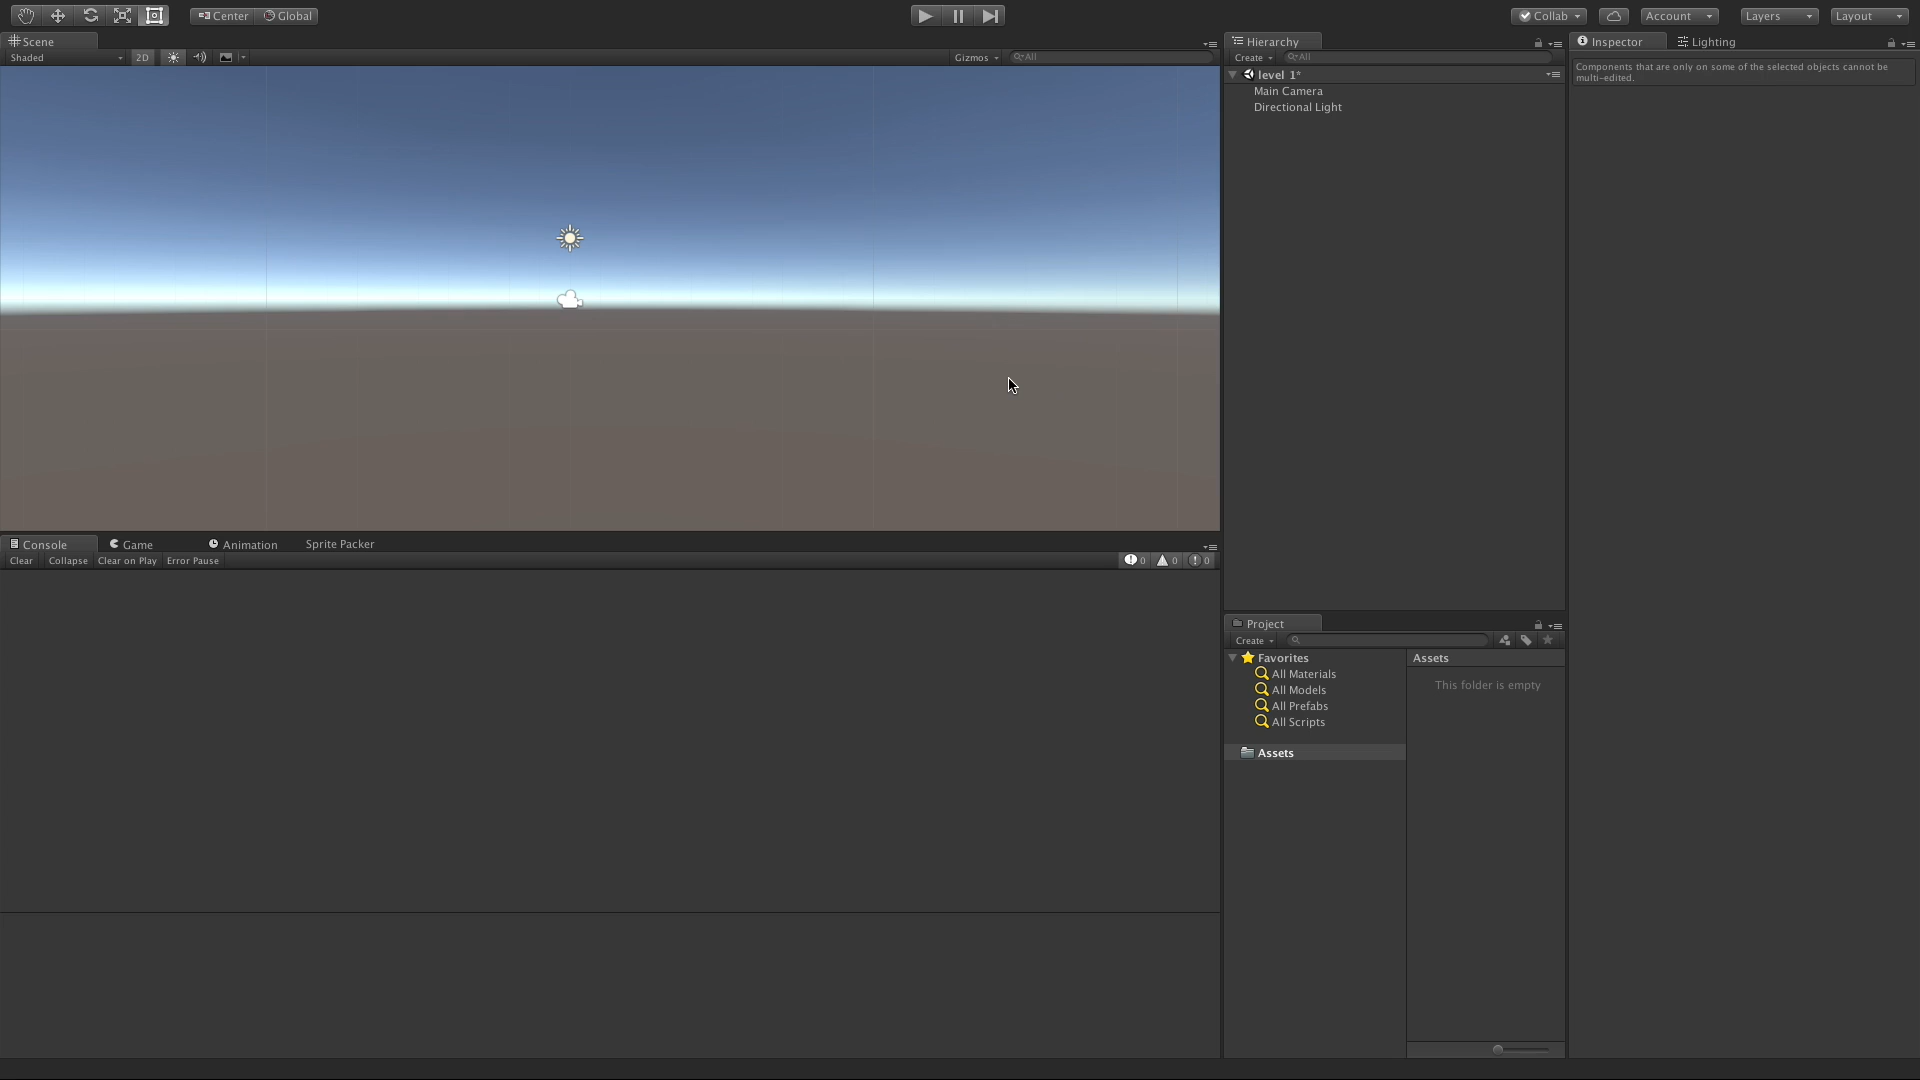 Center
Global
Collab
Account
Layers
Layout
Scene
Shaded
2D
Gizmos
All
Hierarchy
Create
All
level 1*
Main Camera
Directional Light
Inspector
Lighting
Components that are only on some of the selected objects cannot be
multi-edited.
Console
Game
Animation
Sprite Packer
Clear
Collapse
Clear on Play
Error Pause
0
0
0
Project
Create
Favorites
All Materials
All Models
All Prefabs
All Scripts
Assets
Assets
This folder is empty